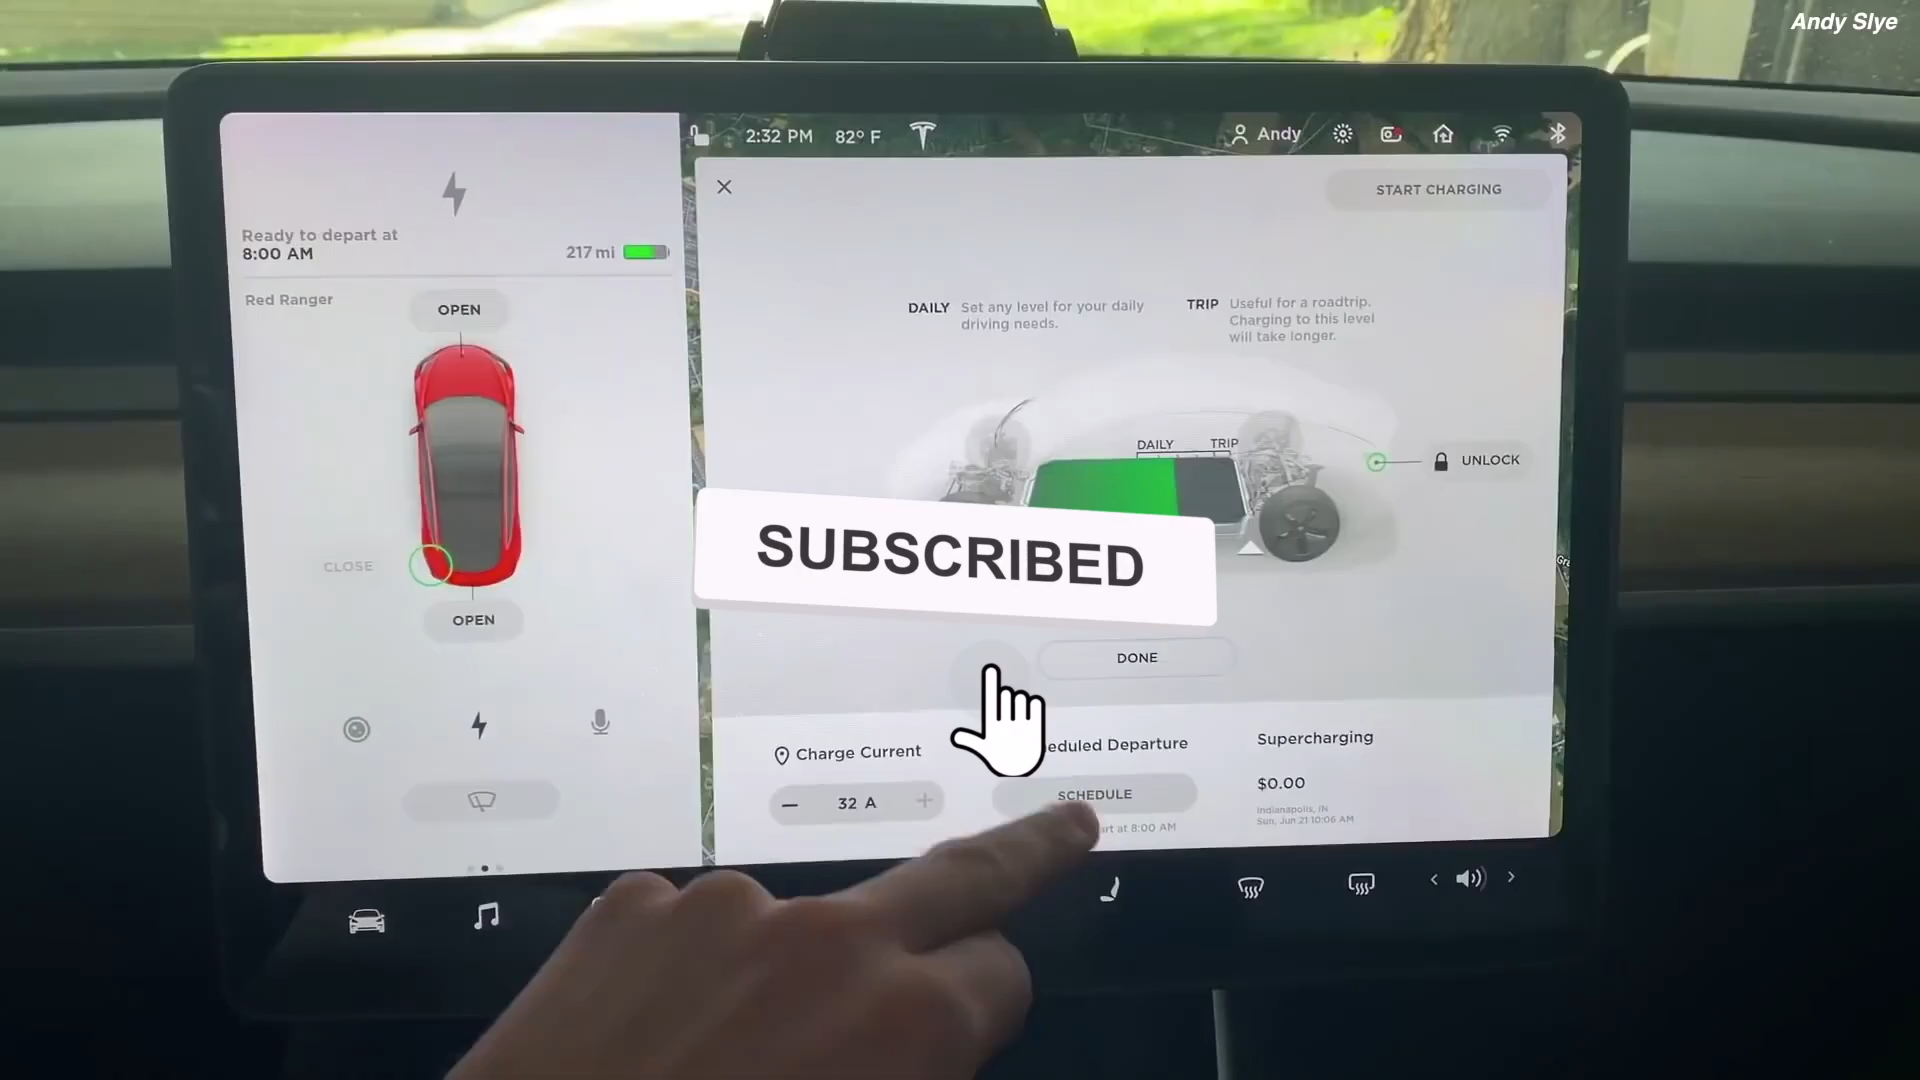 Andy Slye
2:32 PM 82° F
Andy
START CHARGING
Ready to depart at
8:00 AM
217 mi
Red Ranger
OPEN
CLOSE
OPEN
DAILY Set any level for your daily
driving needs.
TRIP Useful for a roadtrip.
Charging to this level
will take longer.
DAILY TRIP
UNLOCK
SUBSCRIBED
DONE
Charge Current
32 A
eduled Departure
SCHEDULE
art at 8:00 AM
Supercharging
$0.00
Indianapolis, IN
Sun, Jun 21 10:06 AM